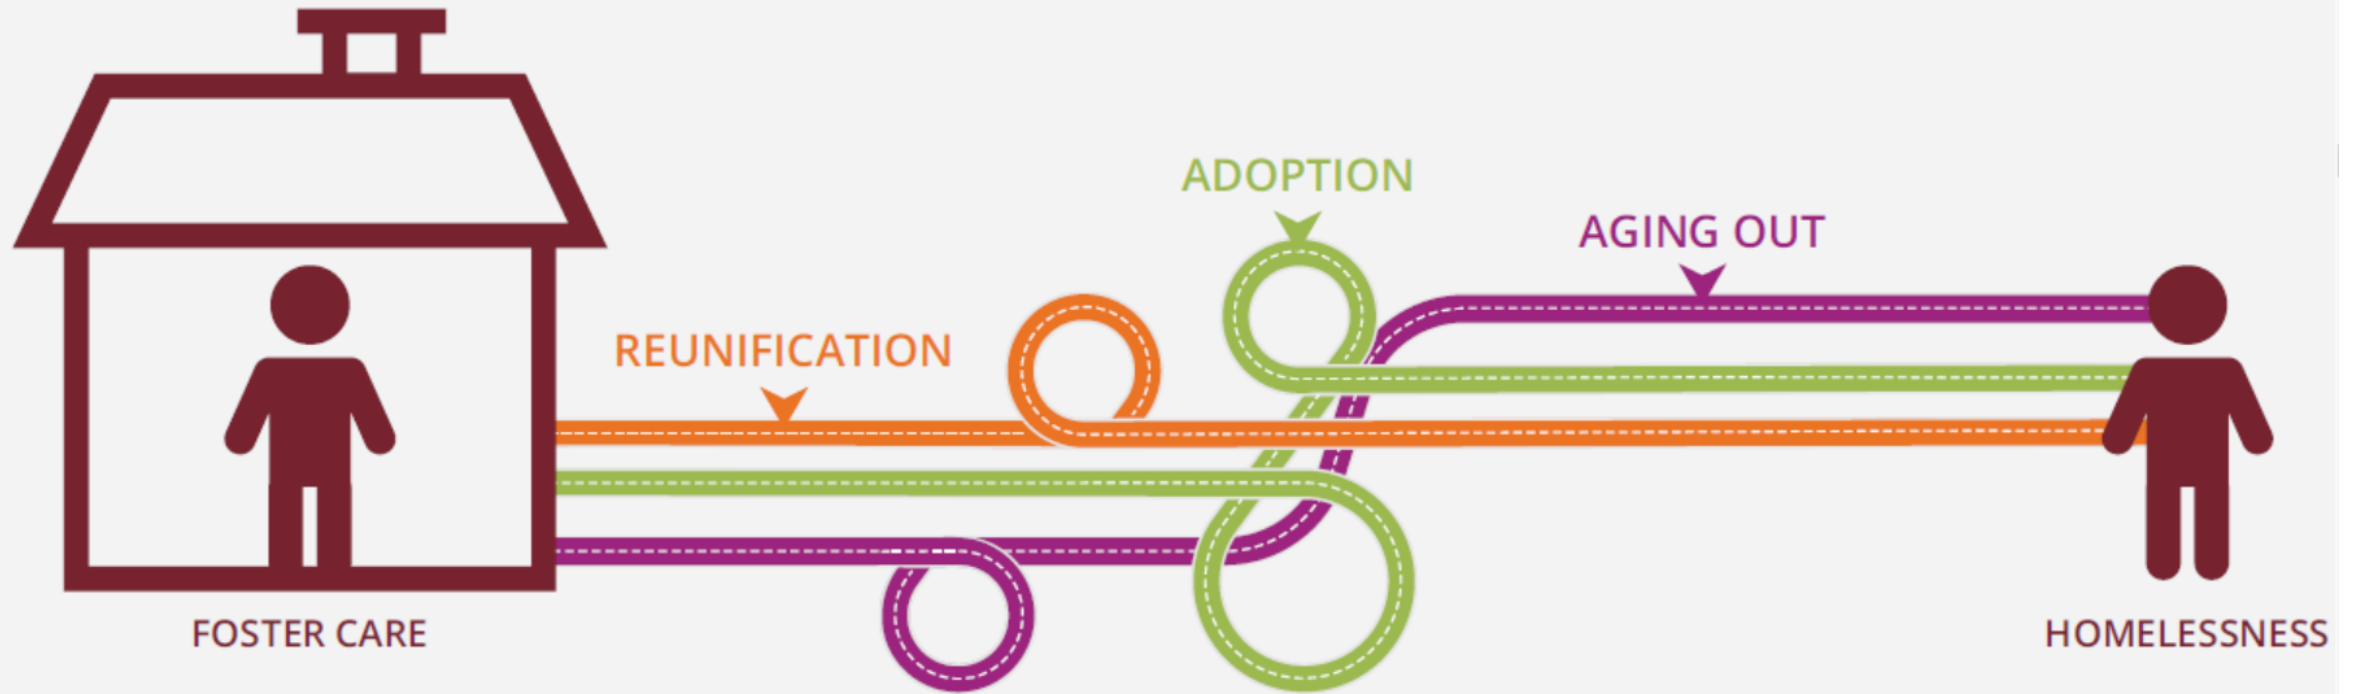 ADOPTION
AGING OUT
REUNIFICATION
FOSTER CARE
HOMELESSNESS